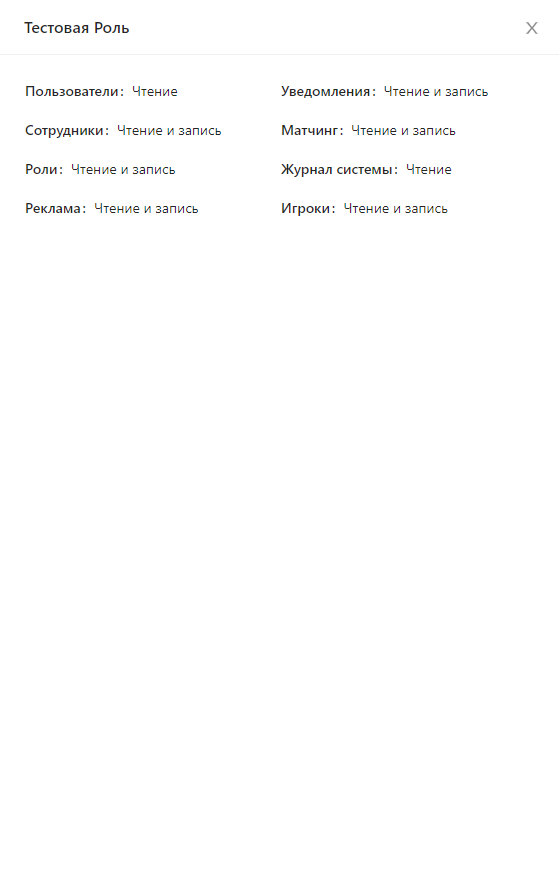 Тестовая Роль
Пользователи: Чтение
Уведомления: Чтение и запись
Сотрудники: Чтение и запись
Матчинг: Чтение и запись
Роли: Чтение и запись
Журнал системы: Чтение
Реклама: Чтение и запись
Игроки: Чтение и запись